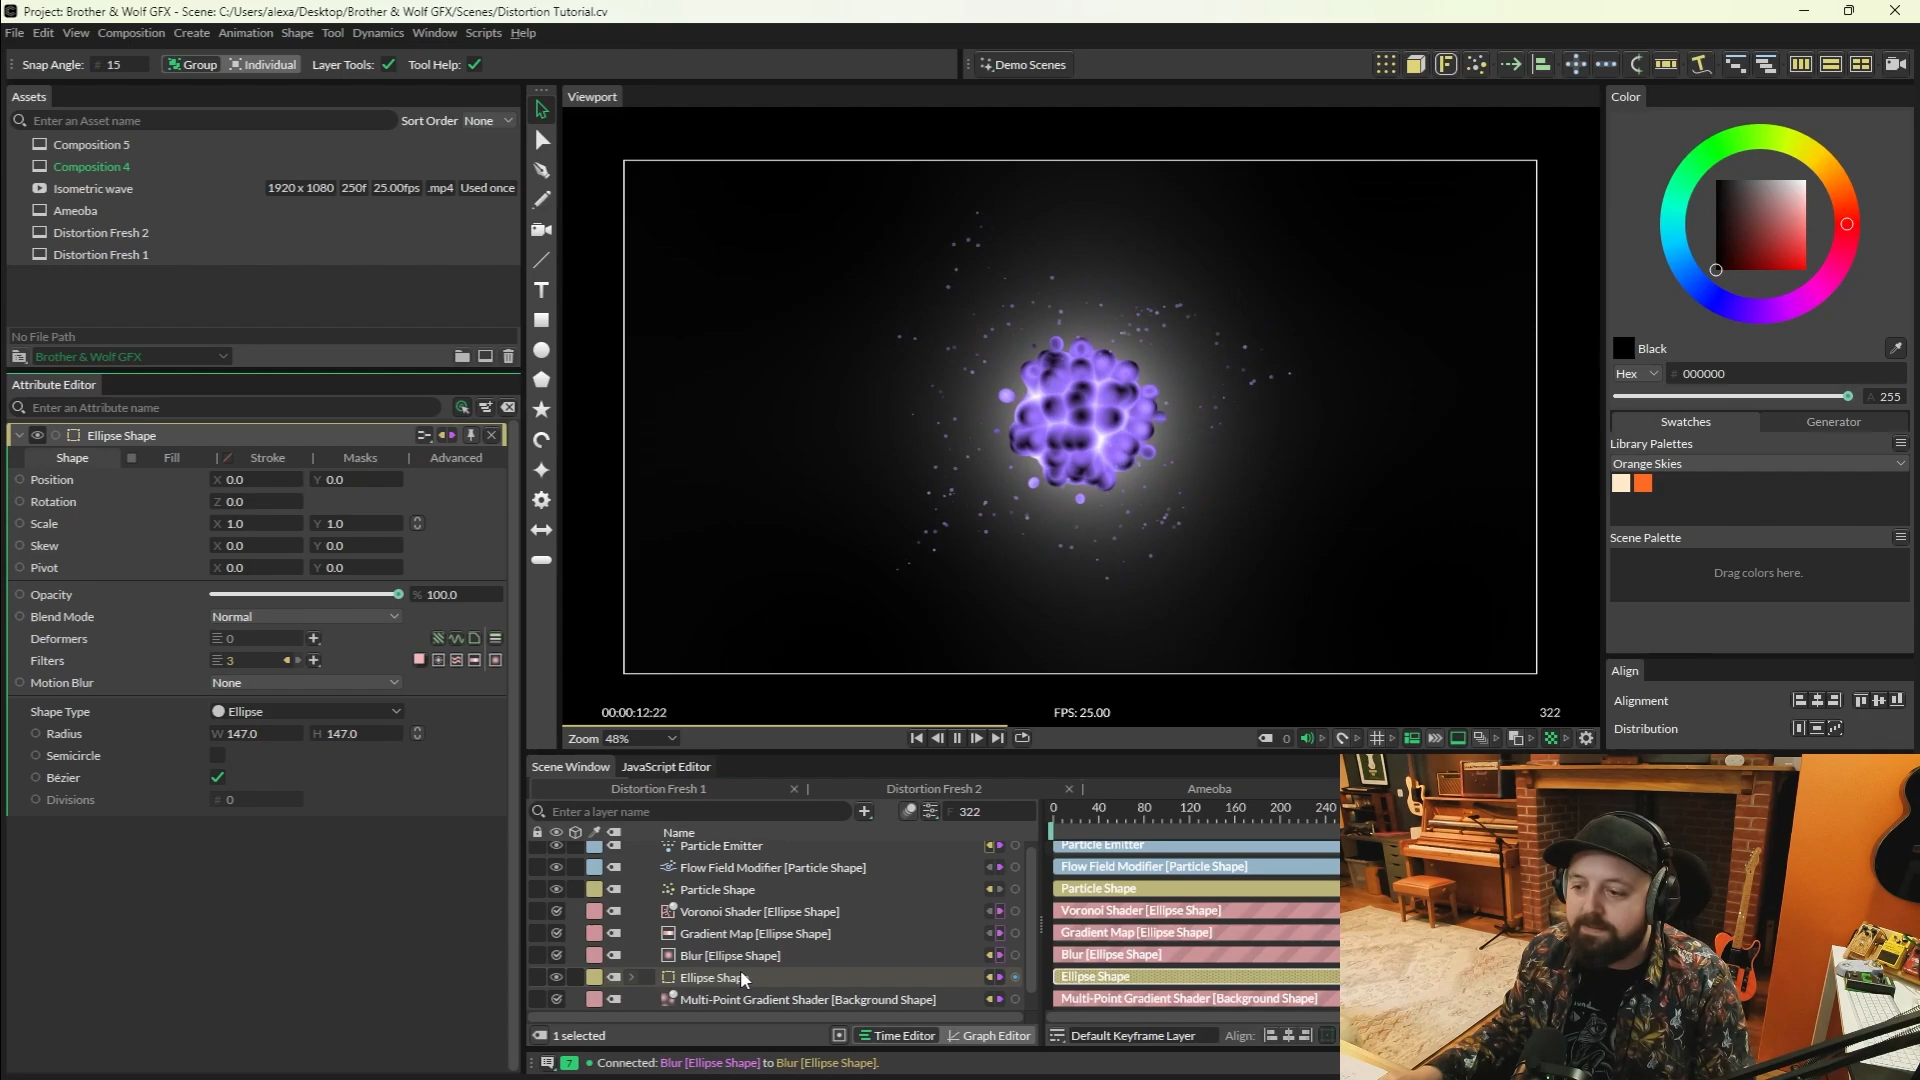 Project: Brother & Wolf GFX - Scene: C:/Users/alexa/Desktop/Brother & Wolf GFX/Scenes/Distortion Tutorial.cv
File Edit View Composition Create Animation Shape Tool Dynamics Window Scripts Help
Snap Angle: # 15 Group Individual Layer Tools: Tool Help: Demo Scenes
Assets
Enter an Asset name Sort Order None
Composition 5
Composition 4
Isometric wave 1920 x 1080 250f 25.00fps .mp4 Used once
Ameoba
Distortion Fresh 2
Distortion Fresh 1
No File Path
Brother & Wolf GFX
Attribute Editor
Enter an Attribute name
Ellipse Shape
Shape Fill Stroke Masks Advanced
Position X 0.0 Y 0.0
Rotation Z 0.0
Scale X 1.0 Y 1.0
Skew X 0.0 Y 0.0
Pivot X 0.0 Y 0.0
Opacity % 100.0
Blend Mode Normal
Deformers 0
Filters 3
Motion Blur None
Shape Type Ellipse
Radius W 147.0 H 147.0
Semicircle
Bézier
Divisions # 0
Viewport
00:00:12:22 FPS: 25.00 322
Zoom 48% 0
Scene Window JavaScript Editor
Distortion Fresh 1 Distortion Fresh 2 Ameoba
Enter a layer name F 322
0 40 80 120 160 200 240
Name
Particle Emitter Particle Emitter
Flow Field Modifier [Particle Shape] Flow Field Modifier [Particle Shape]
Particle Shape Particle Shape
Voronoi Shader [Ellipse Shape] Voronoi Shader [Ellipse Shape]
Gradient Map [Ellipse Shape] Gradient Map [Ellipse Shape]
Blur [Ellipse Shape] Blur [Ellipse Shape]
Ellipse Shape Ellipse Shape
Multi-Point Gradient Shader [Background Shape] Multi-Point Gradient Shader [Background Shape]
1 selected Time Editor Graph Editor Default Keyframe Layer Align:
7 Connected: Blur [Ellipse Shape] to Blur [Ellipse Shape].
Color
Black
Hex # 000000
A 255
Swatches Generator
Library Palettes
Orange Skies
Scene Palette
Drag colors here.
Align
Alignment
Distribution